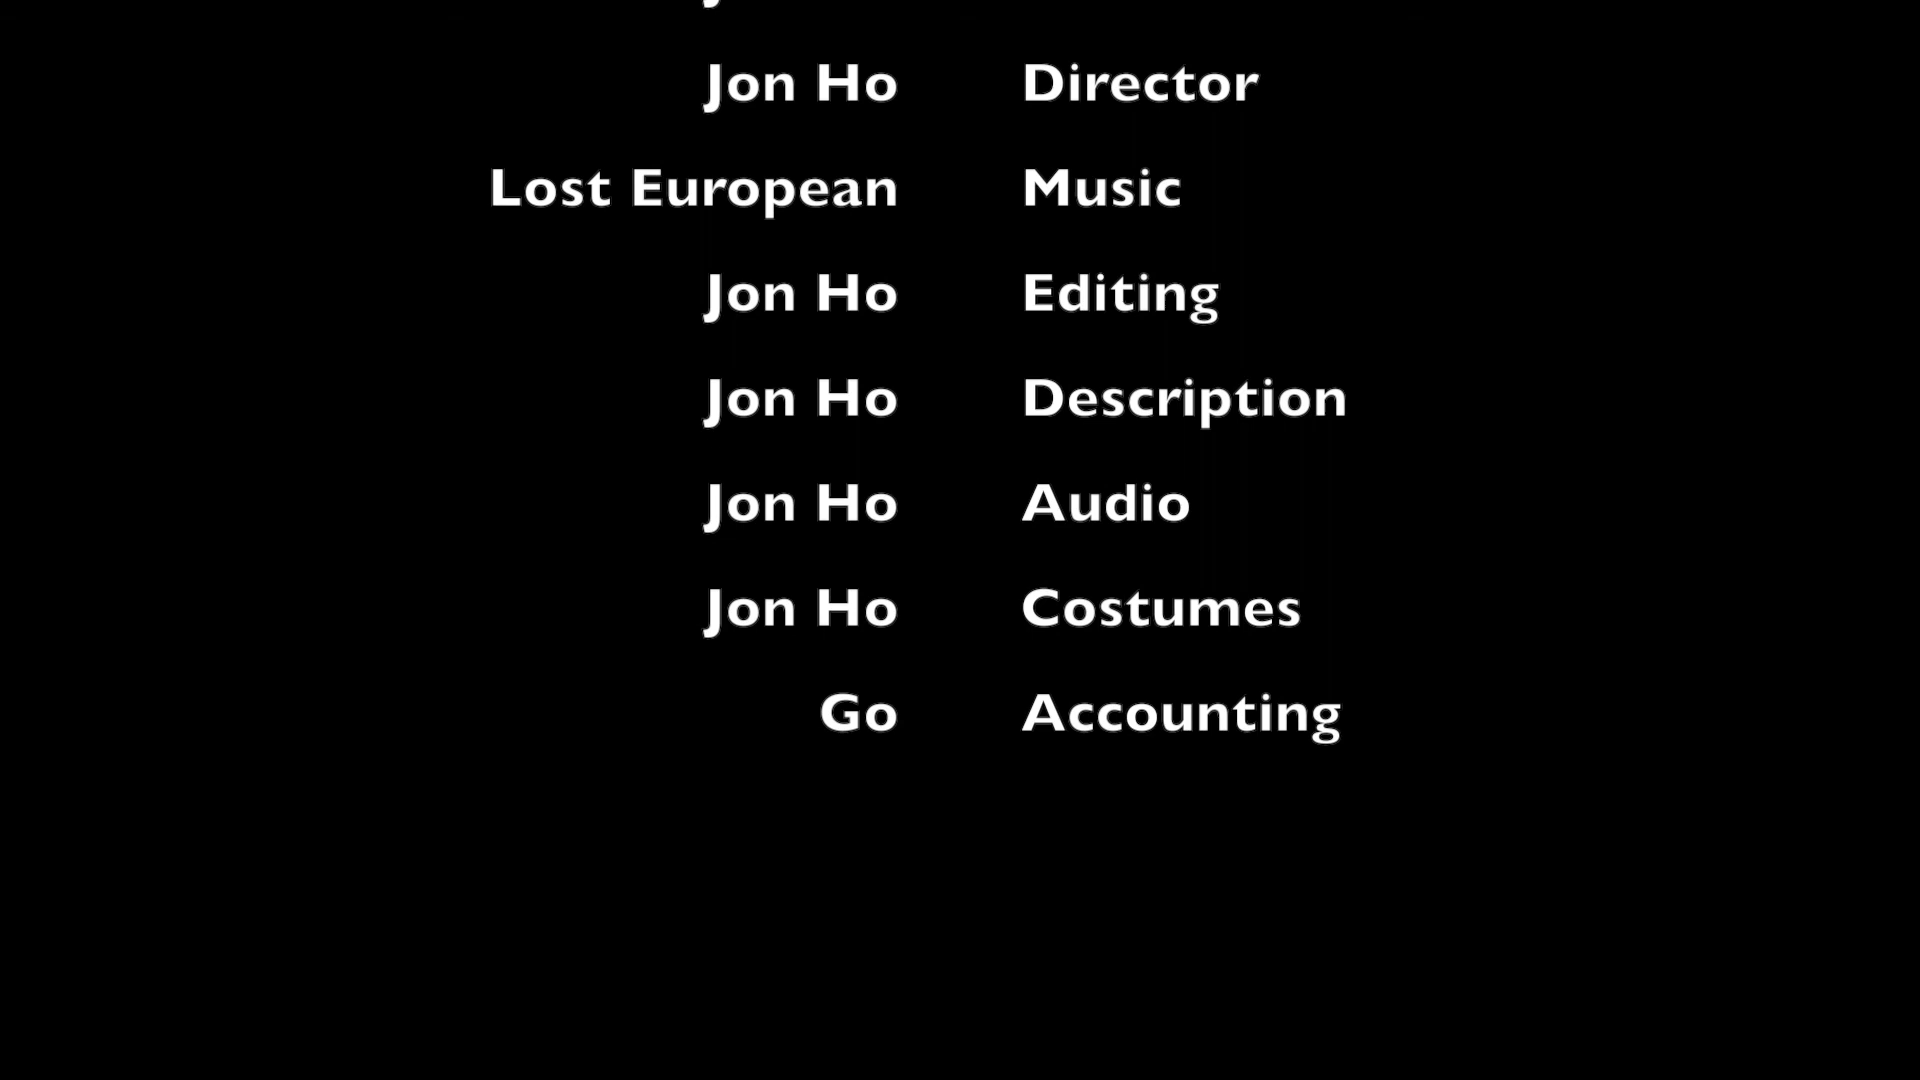 Jon Ho Director
Lost European Music
Jon Ho Editing
Jon Ho Description
Jon Ho Audio
Jon Ho Costumes
Go Accounting